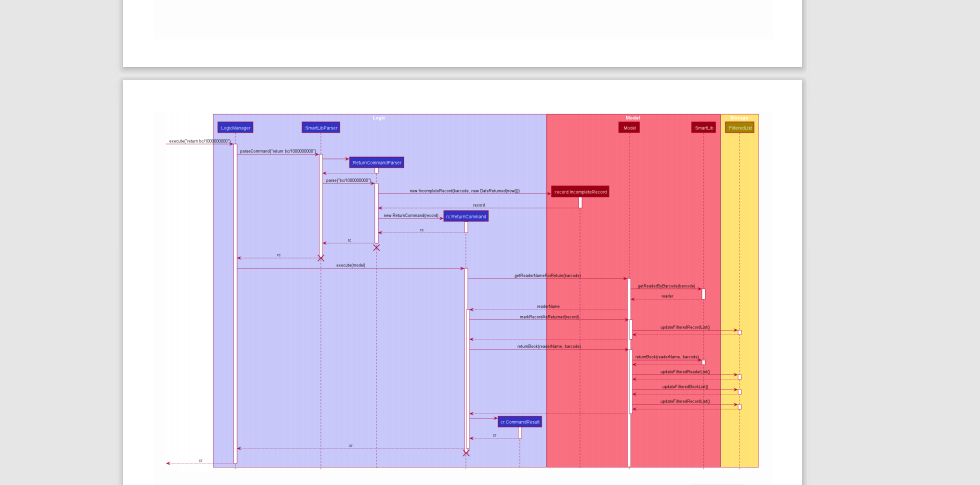 Logic
Model
LogicManager
SmartLibParser
Model
SmartLib
FilteredList
execute("return bc/1000000000")
parseCommand("return bc/1000000000")
:ReturnCommandParser
parse("bc/1000000000")
new IncompleteRecord(barcode, new DateReturned(now()))
record:IncompleteRecord
record
new ReturnCommand(record)
rc:ReturnCommand
rc
rc
rc
execute(model)
getReaderNameForReturn(barcode)
getReaderByBarcode(barcode)
reader
readerName
markRecordAsReturned(record)
updateFilteredRecordList()
returnBook(readerName, barcode)
returnBook(readerName, barcode)
updateFilteredReaderList()
updateFilteredBookList()
updateFilteredRecordList()
cr:CommandResult
cr
cr
cr